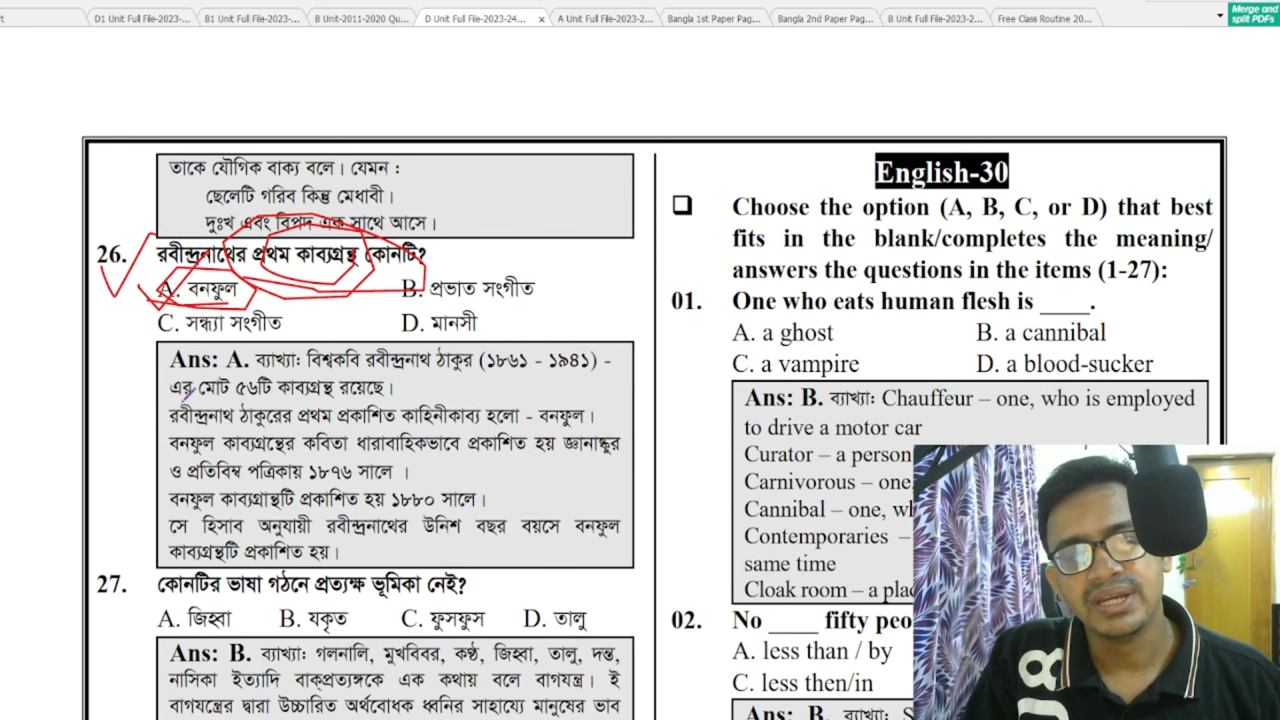 D1 Unit Full File-2023-...
B1 Unit Full File-2023-...
B Unit-2011-2020 Qu...
D Unit Full File-2023-24...
A Unit Full File-2023-2...
Bangla 1st Paper Pag...
Bangla 2nd Paper Pag...
B Unit Full File-2023-2...
Free Class Routine 20...
Merge and
split PDFs
তাকে যৌগিক বাক্য বলে। যেমন :
ছেলেটি গরিব কিন্তু মেধাবী।
দুঃখ এবং বিপদ এক সাথে আসে।
26. রবীন্দ্রনাথের প্রথম কাব্যগ্রন্থ কোনটি?
A. বনফুল B. প্রভাত সংগীত
C. সন্ধ্যা সংগীত D. মানসী
Ans: A. ব্যাখ্যা: বিশ্বকবি রবীন্দ্রনাথ ঠাকুর (১৮৬১ - ১৯৪১) -
এর মোট ৫৬টি কাব্যগ্রন্থ রয়েছে।
রবীন্দ্রনাথ ঠাকুরের প্রথম প্রকাশিত কাহিনীকাব্য হলো - বনফুল।
বনফুল কাব্যগ্রন্থের কবিতা ধারাবাহিকভাবে প্রকাশিত হয় জ্ঞানাঙ্কুর
ও প্রতিবিম্ব পত্রিকায় ১৮৭৬ সালে ।
বনফুল কাব্যগ্রান্থটি প্রকাশিত হয় ১৮৮০ সালে।
সে হিসাব অনুযায়ী রবীন্দ্রনাথের উনিশ বছর বয়সে বনফুল
কাব্যগ্রন্থটি প্রকাশিত হয়।
27. কোনটির ভাষা গঠনে প্রত্যক্ষ ভূমিকা নেই?
A. জিহ্বা B. যকৃত C. ফুসফুস D. তালু
Ans: B. ব্যাখ্যা: গলনালি, মুখবিবর, কণ্ঠ, জিহ্বা, তালু, দন্ত,
নাসিকা ইত্যাদি বাক্‌প্রত্যঙ্গকে এক কথায় বলে বাগযন্ত্র। ই
বাগযন্ত্রের দ্বারা উচ্চারিত অর্থবোধক ধ্বনির সাহায্যে মানুষের ভাব
English-30
Choose the option (A, B, C, or D) that best
fits in the blank/completes the meaning/
answers the questions in the items (1-27):
01. One who eats human flesh is ____.
A. a ghost B. a cannibal
C. a vampire D. a blood-sucker
Ans: B. ব্যাখ্যা: Chauffeur – one, who is employed
to drive a motor car
Curator – a person
Carnivorous – one
Cannibal – one,
Contemporaries –
same time
Cloak room – a
02. No ____ fifty
A. less than / by
C. less then/in
Ans: B. ব্যাখ্যা: